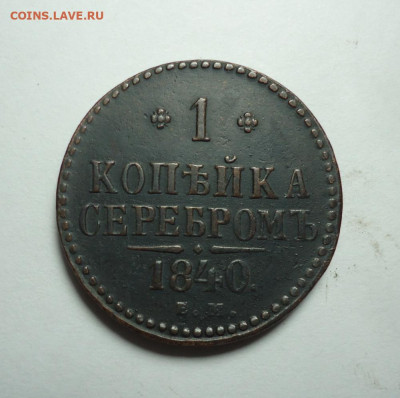 COINS.LAVE.RU
1
КОПѢЙКА
СЕРЕБРОМЪ
1840.
Е.М.